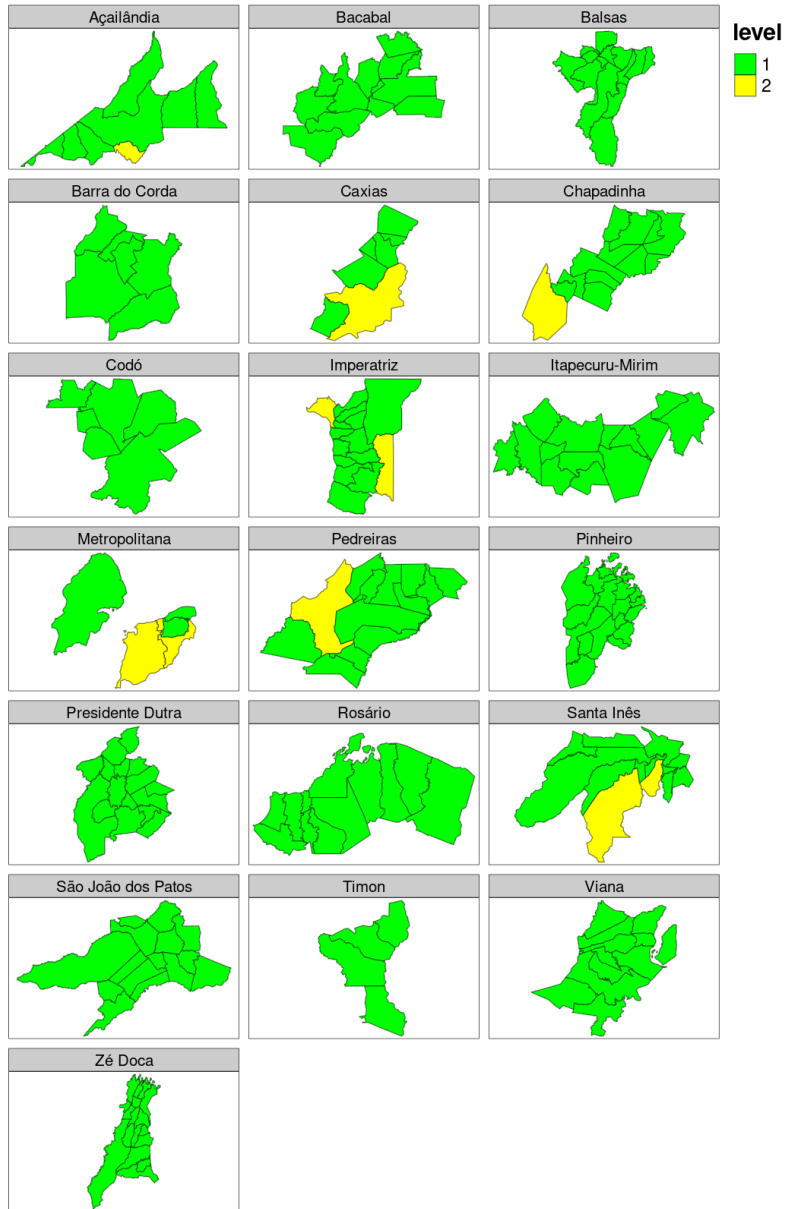 Açailândia
Bacabal
Balsas
level
1
2
Barra do Corda
Caxias
Chapadinha
Codó
Imperatriz
Itapecuru-Mirim
Metropolitana
Pedreiras
Pinheiro
Presidente Dutra
Rosário
Santa Inês
São João dos Patos
Timon
Viana
Zé Doca